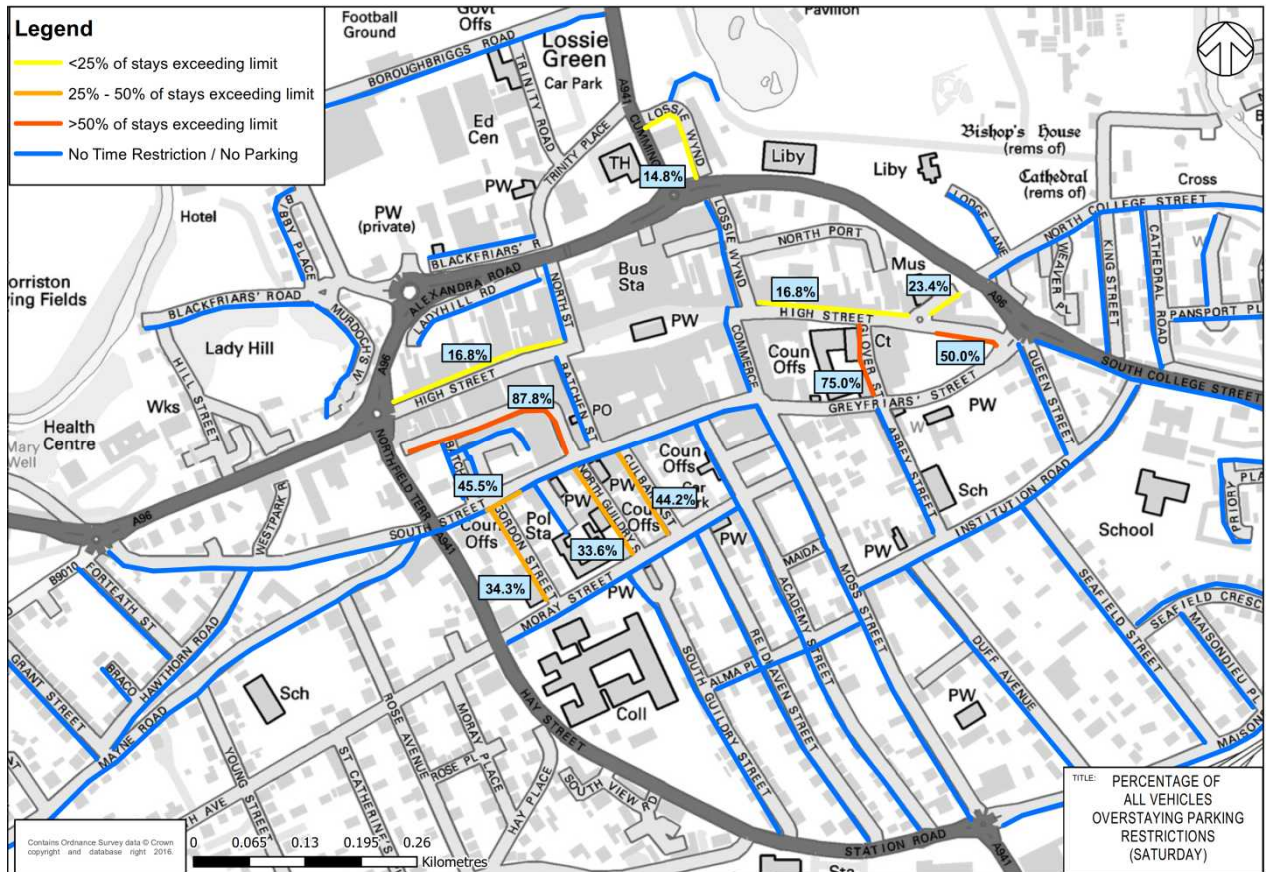 Legend
<25% of stays exceeding limit
25% - 50% of stays exceeding limit
>50% of stays exceeding limit
No Time Restriction / No Parking
Football
Ground
Govt
Offs
BOROUGHBRIGGS ROAD
Lossie
Green
Car Park
TRINITY ROAD
Ed
Cen
TRINITY PLACE
A941
CUMMING
LOSSIE WYND
Pavilion
TH
14.8%
Liby
Liby
Bishop's House
(rems of)
Cathedral
(rems of)
Cross
NORTH COLLEGE STREET
LODGE LANE
WEAVER PL
KING STREET
CATHEDRAL ROAD
PANSPORT PL
Hotel
PW
(private)
PW
BLACKFRIARS' R
ALEXANDRA ROAD
LADYHILL RD
NORTH ST
Bus
Sta
LOSSIE WYND
NORTH PORT
Mus
23.4%
16.8%
HIGH STREET
A96
BLACKFRIARS' ROAD
MURDOCK'S W
Lady Hill
HILL STREET
A96
16.8%
HIGH STREET
PW
COMMERCE
Coun
Offs
Ct
75.0%
50.0%
GREYFRIARS' STREET
QUEEN STREET
SOUTH COLLEGE STREET
Wks
Health
Centre
Mary
Well
87.8%
BATCHEN ST
PO
PW
ABBEY STREET
Sch
INSTITUTION ROAD
School
PRIORY PLA
NORTHFIELD TERR
45.5%
SOUTH STREET
A941
Coun
Offs
GORDON STREET
Pol
Sta
PW
PW
33.6%
44.2%
Coun
Offs
34.3%
MORAY STREET
PW
PW
MAIDA
PW
A96
WESTPARK R
B9010
FORTEATH ST
HAWTHORN ROAD
GRANT STREET
BRACO
MAYNE ROAD
Sch
YOUNG STREET
ROSE AVENUE
MORAY PLACE
ROSE PL
ST CATHERINE'S
HAY PLACE
HAY STREET
SOUTH VIEW RD
Coll
SOUTH GUILDRY STREET
ALMA PL
REIDHAVEN STREET
ACADEMY STREET
MOSS STREET
DUFF AVENUE
PW
SEAFIELD STREET
SEAFIELD CRESC
MAISONDIEU PL
STATION ROAD
A941
Contains Ordnance Survey data © Crown
copyright and database right 2016.
0 0.065 0.13 0.195 0.26
Kilometres
TITLE: PERCENTAGE OF
ALL VEHICLES
OVERSTAYING PARKING
RESTRICTIONS
(SATURDAY)